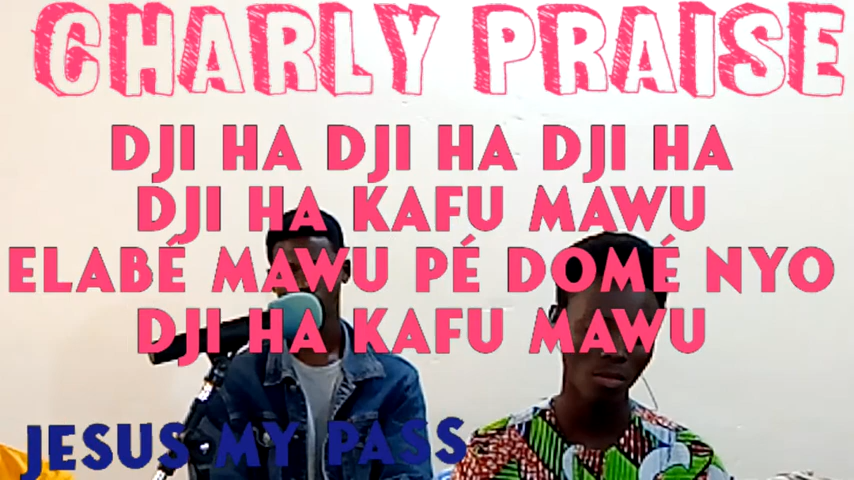 CHARLY PRAISE
DJI HA DJI HA DJI HA
DJI HA KAFU MAWU
ELABÉ MAWU PÉ DOMÉ NYO
DJI HA KAFU MAWU
JESUS MY PASS